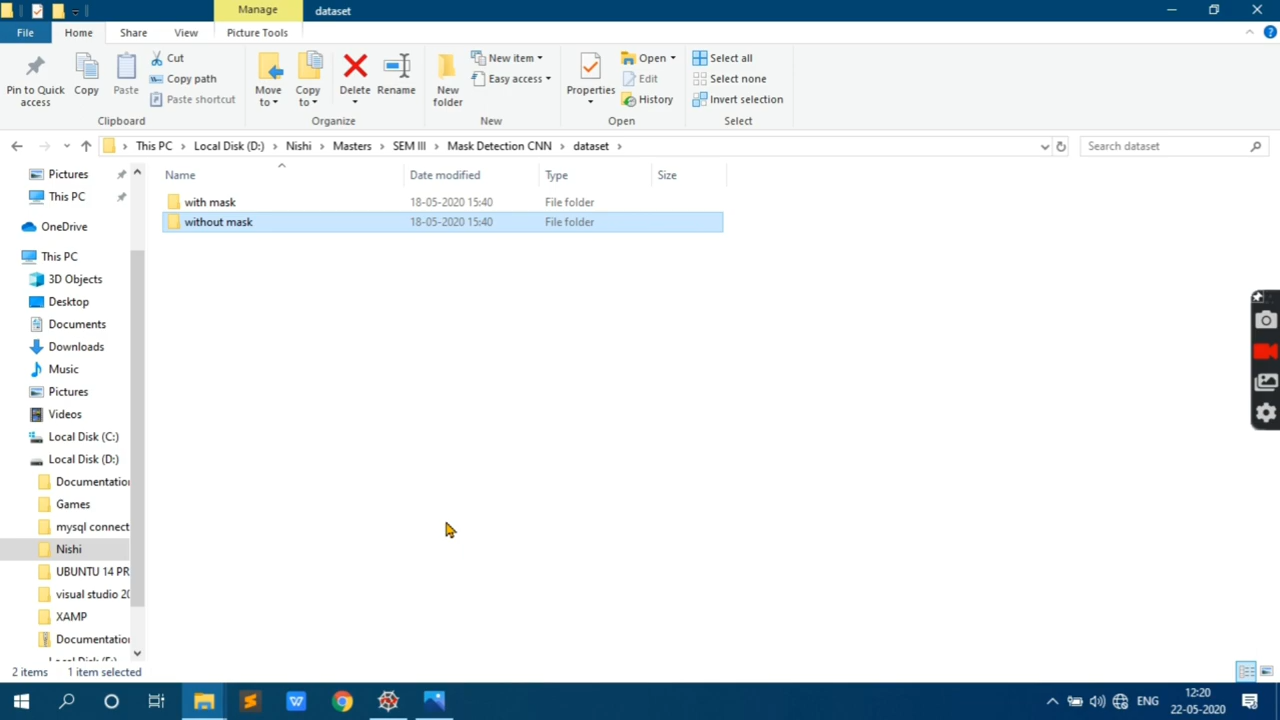 Manage
dataset
File
Home
Share
View
Picture Tools
Pin to Quick access
Copy
Paste
Cut
Copy path
Paste shortcut
Clipboard
Move to
Copy to
Delete
Rename
Organize
New folder
New item
Easy access
New
Properties
Open
Edit
History
Open
Select all
Select none
Invert selection
Select
This PC > Local Disk (D:) > Nishi > Masters > SEM III > Mask Detection CNN > dataset >
Search dataset
Name
Date modified
Type
Size
with mask
18-05-2020 15:40
File folder
without mask
18-05-2020 15:40
File folder
Pictures
This PC
OneDrive
This PC
3D Objects
Desktop
Documents
Downloads
Music
Pictures
Videos
Local Disk (C:)
Local Disk (D:)
Documentatio
Games
mysql connect
Nishi
UBUNTU 14 PR
visual studio 20
XAMP
Documentatio
2 items
1 item selected
ENG
12:20
22-05-2020